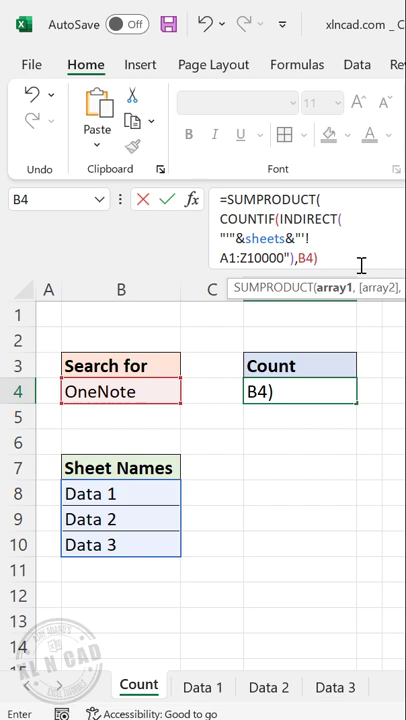 AutoSave Off xlncad.com _ C
File Home Insert Page Layout Formulas Data Re
Paste 11 A A
B I U A
Undo Clipboard Font
B4 fx =SUMPRODUCT(
COUNTIF(INDIRECT(
"'"&sheets&"'!
A1:Z10000"),B4)
SUMPRODUCT(array1, [array2],
A B C
1
2
3 Search for Count
4 OneNote B4)
5
6
7 Sheet Names
8 Data 1
9 Data 2
10 Data 3
11
12
13
14
15
XL N CAD
Count Data 1 Data 2 Data 3
Enter Accessibility: Good to go